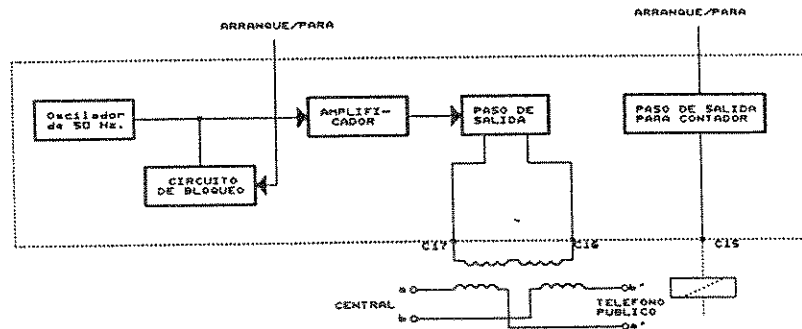 ARRANQUE/PARA
ARRANQUE/PARA
Oscilador
de 50 Hz.
AMPLIFI-
CADOR
PASO DE
SALIDA
PASO DE SALIDA
PARA CONTADOR
CIRCUITO
DE BLOQUEO
C17
C16
C15
CENTRAL
a
b
b'
TELEFONO
PUBLICO
a'